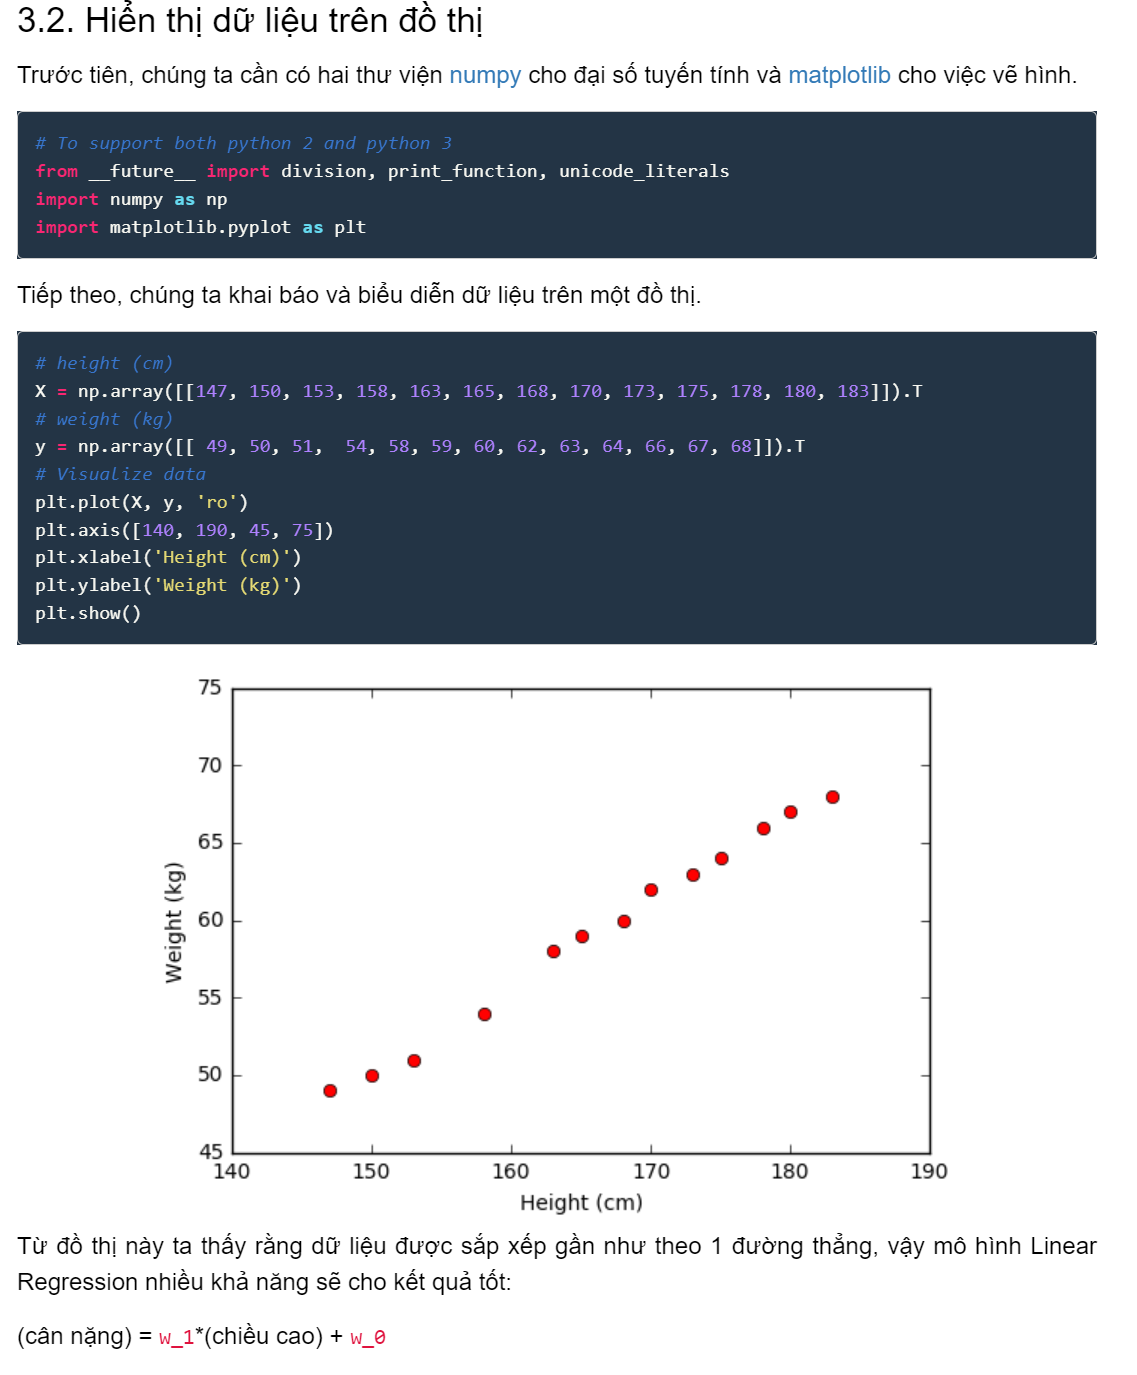 3.2. Hiển thị dữ liệu trên đồ thị
Trước tiên, chúng ta cần có hai thư viện numpy cho đại số tuyến tính và matplotlib cho việc vẽ hình.
# To support both python 2 and python 3
from __future__ import division, print_function, unicode_literals
import numpy as np
import matplotlib.pyplot as plt
Tiếp theo, chúng ta khai báo và biểu diễn dữ liệu trên một đồ thị.
# height (cm)
X = np.array([[147, 150, 153, 158, 163, 165, 168, 170, 173, 175, 178, 180, 183]]).T
# weight (kg)
y = np.array([[ 49, 50, 51,  54, 58, 59, 60, 62, 63, 64, 66, 67, 68]]).T
# Visualize data
plt.plot(X, y, 'ro')
plt.axis([140, 190, 45, 75])
plt.xlabel('Height (cm)')
plt.ylabel('Weight (kg)')
plt.show()
75
70
65
60
55
50
45
Weight (kg)
140 150 160 170 180 190
Height (cm)
Từ đồ thị này ta thấy rằng dữ liệu được sắp xếp gần như theo 1 đường thẳng, vậy mô hình Linear
Regression nhiều khả năng sẽ cho kết quả tốt:
(cân nặng) = w_1*(chiều cao) + w_0